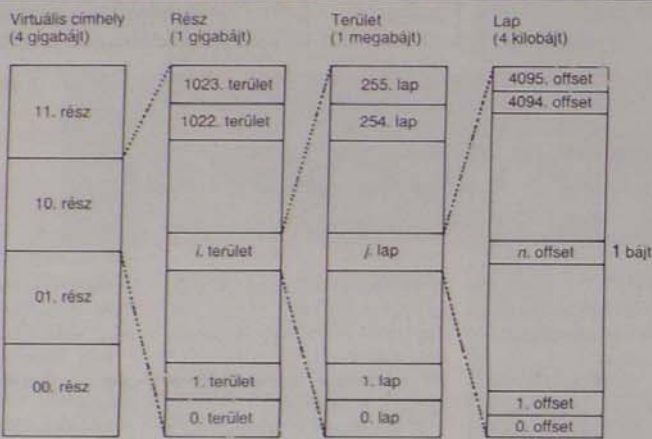 Virtuális címhely
(4 gigabájt)
11. rész
10. rész
01. rész
00. rész
Rész
(1 gigabájt)
1023. terület
1022. terület
i. terület
1. terület
0. terület
Terület
(1 megabájt)
255. lap
254. lap
j. lap
1. lap
0. lap
Lap
(4 kilobájt)
4095. offset
4094. offset
n. offset
1 bájt
1. offset
0. offset